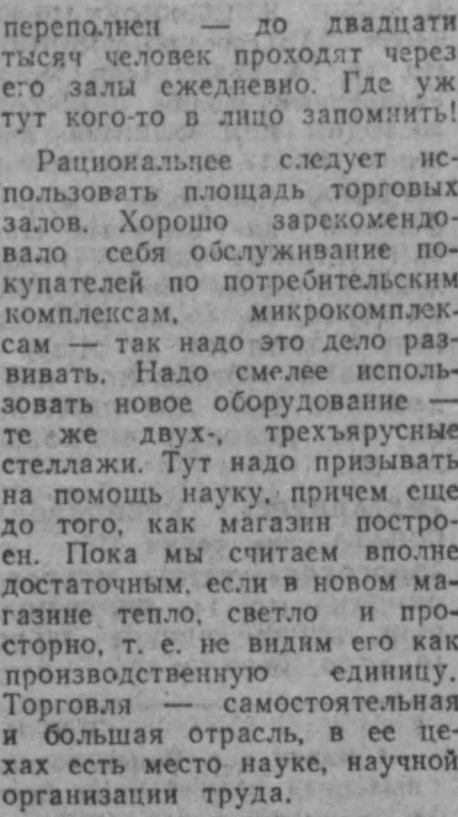 переполнен — до двадцати
тысяч человек проходят через
его залы ежедневно. Где уж
тут кого-то в лицо запомнить!
Рациональнее следует ис-
пользовать площадь торговых
залов. Хорошо зарекомендо-
вало себя обслуживание по-
купателей по потребительским
комплексам, микрокомплек-
сам — так надо это дело раз-
вивать. Надо смелее исполь-
зовать новое оборудование —
те же двух-, трехъярусные
стеллажи. Тут надо призывать
на помощь науку, причем еще
до того, как магазин постро-
ен. Пока мы считаем вполне
достаточным, если в новом ма-
газине тепло, светло и про-
сторно, т. е. не видим его как
производственную единицу.
Торговля — самостоятельная
и большая отрасль, в ее це-
хах есть место науке, научной
организации труда.